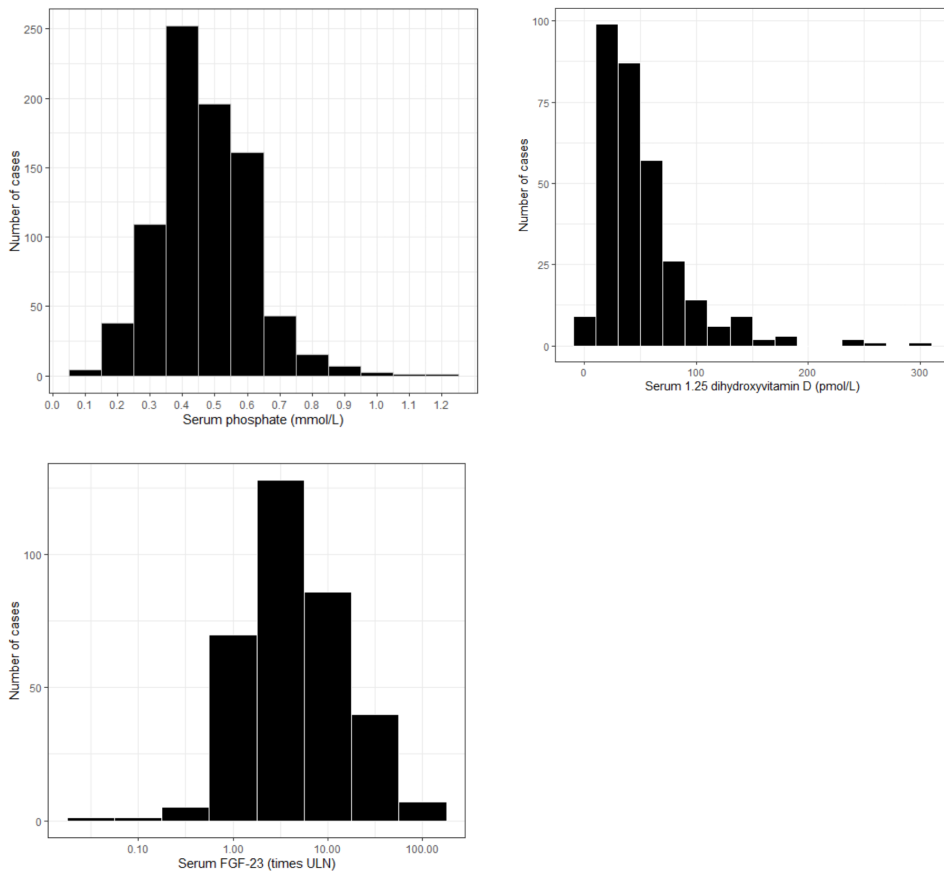 250
200
150
100
50
0
Number of cases
0.0 0.1 0.2 0.3 0.4 0.5 0.6 0.7 0.8 0.9 1.0 1.1 1.2
Serum phosphate (mmol/L)
100
75
50
25
0
Number of cases
0 100 200 300
Serum 1.25 dihydroxyvitamin D (pmol/L)
100
50
0
Number of cases
0.10 1.00 10.00 100.00
Serum FGF-23 (times ULN)